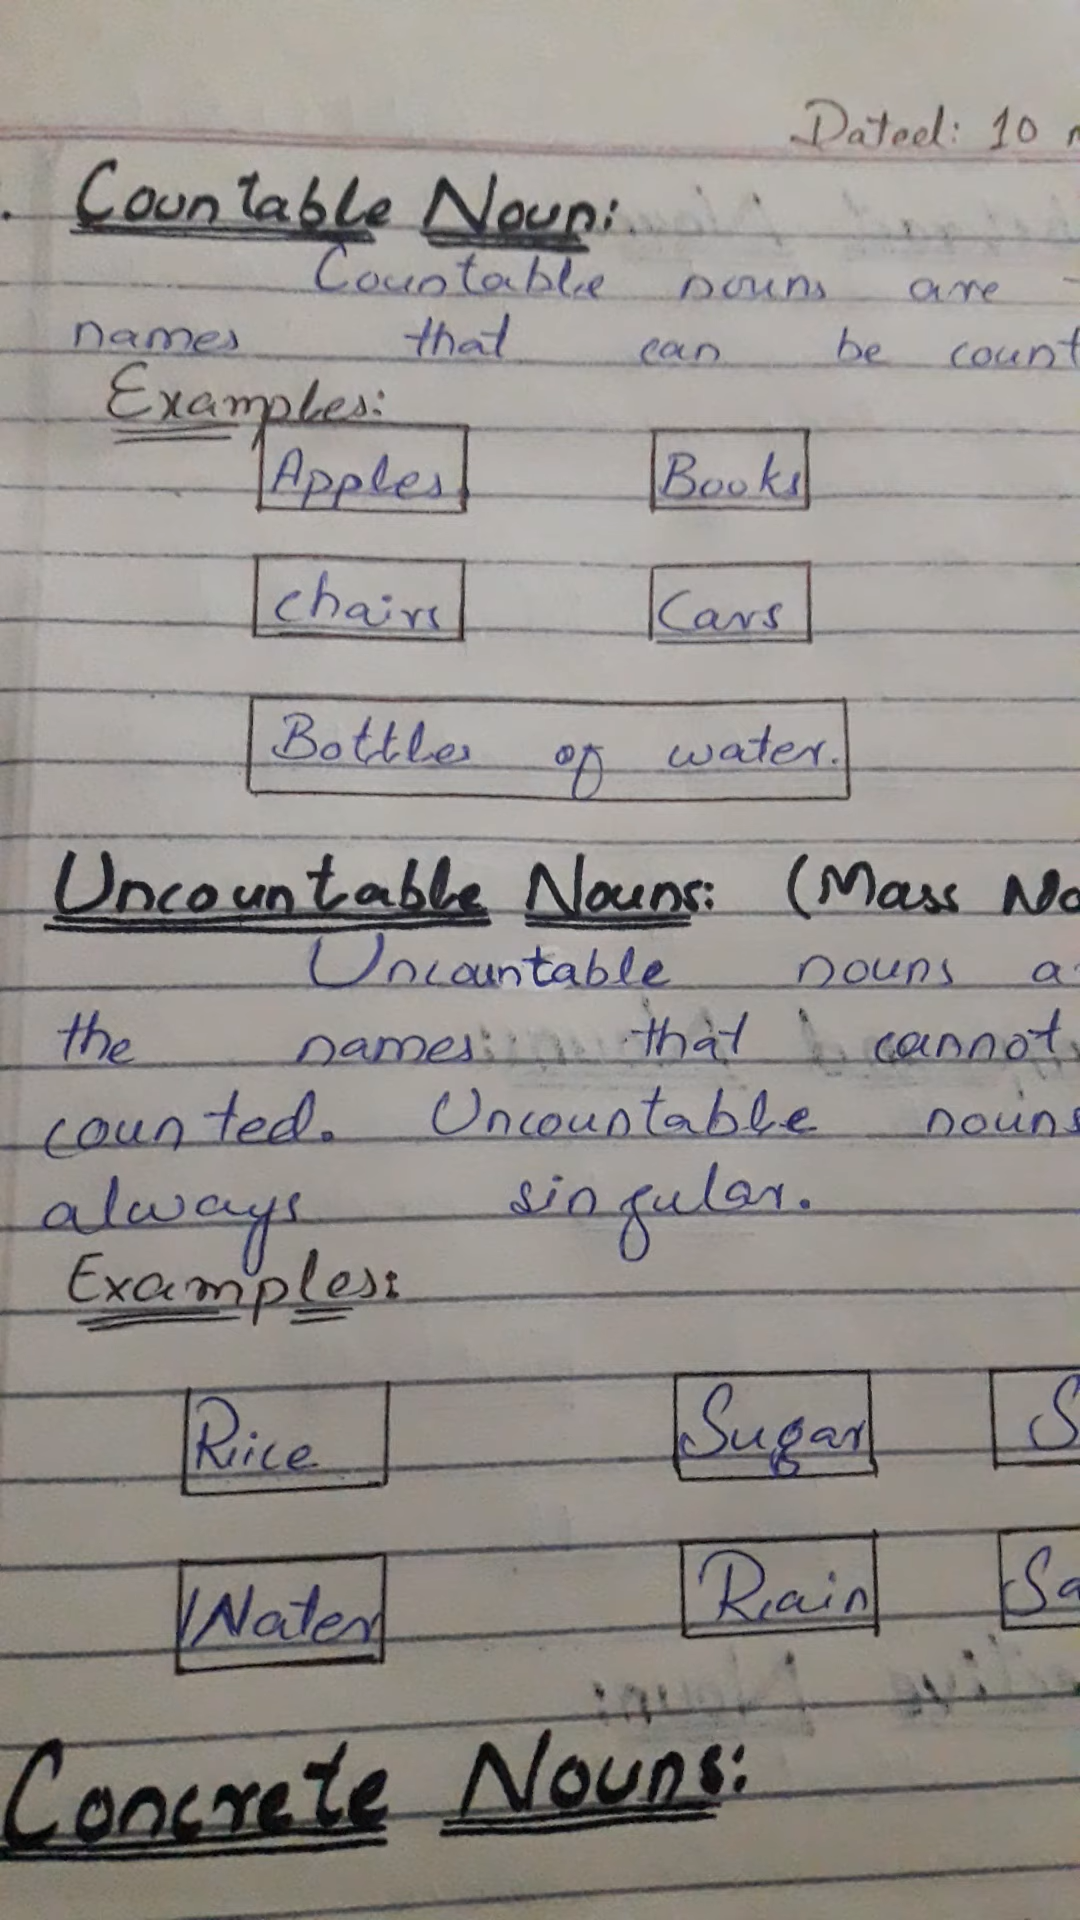 Dated: 10
Countable Noun:
Countable nouns are
names that can be count
Examples:
Apples Books
chairs Cars
Bottles of water.
Uncountable Nouns: (Mass No
Uncountable nouns a
the names that cannot
counted. Uncountable nouns
always singular.
Examples:
Rice Sugar S
Water Rain Sa
Concrete Nouns: